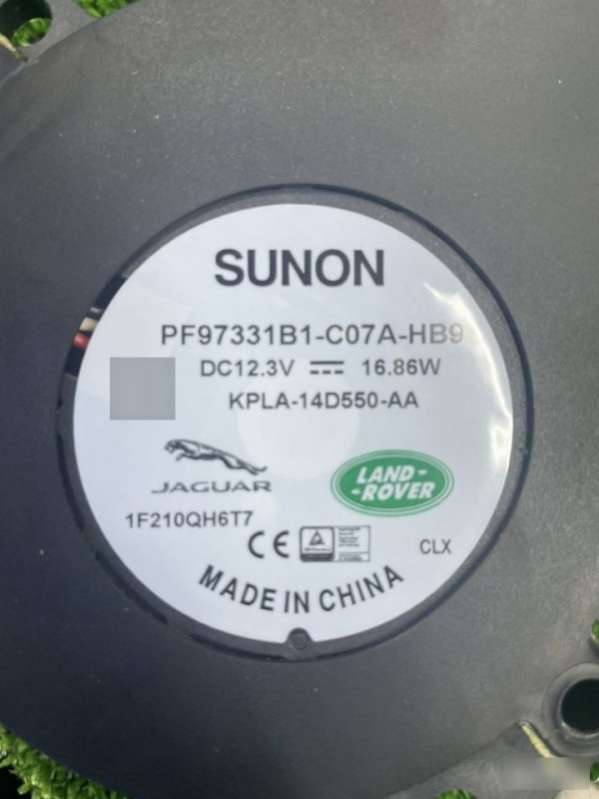 SUNON
PF97331B1-C07A-HB9
DC12.3V 16.86W
KPLA-14D550-AA
JAGUAR
LAND-
-ROVER
1F210QH6T7
CE
CLX
MADE IN CHINA